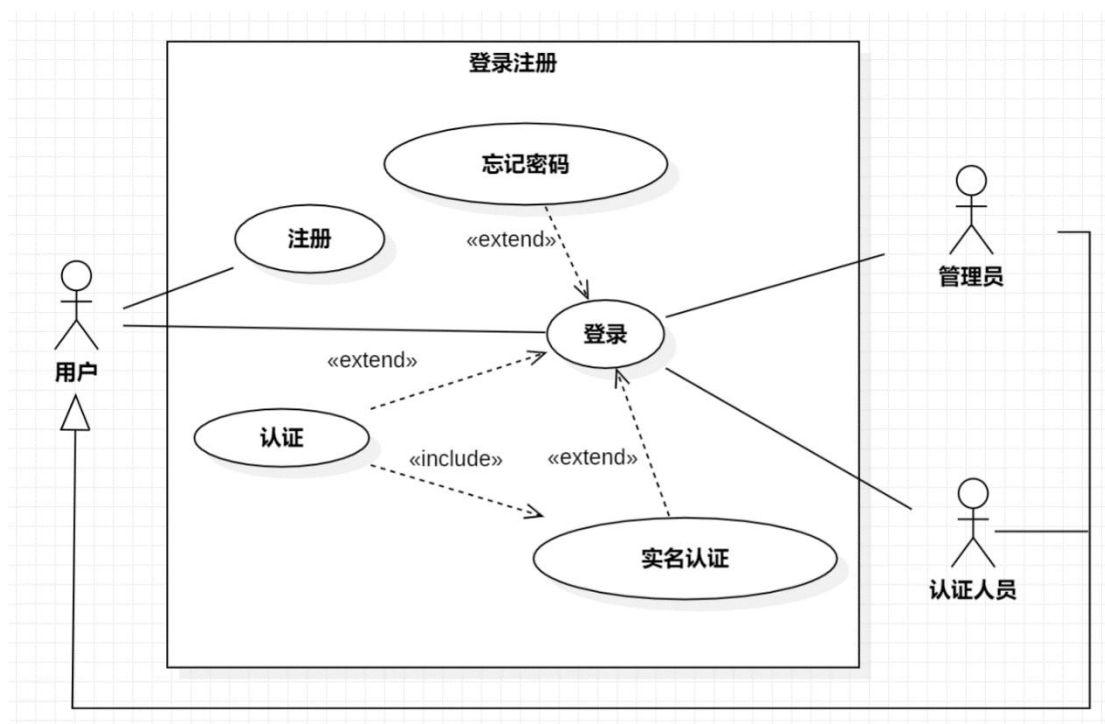 登录注册
忘记密码
注册
«extend»
管理员
登录
用户
«extend»
认证
«include»
«extend»
实名认证
认证人员